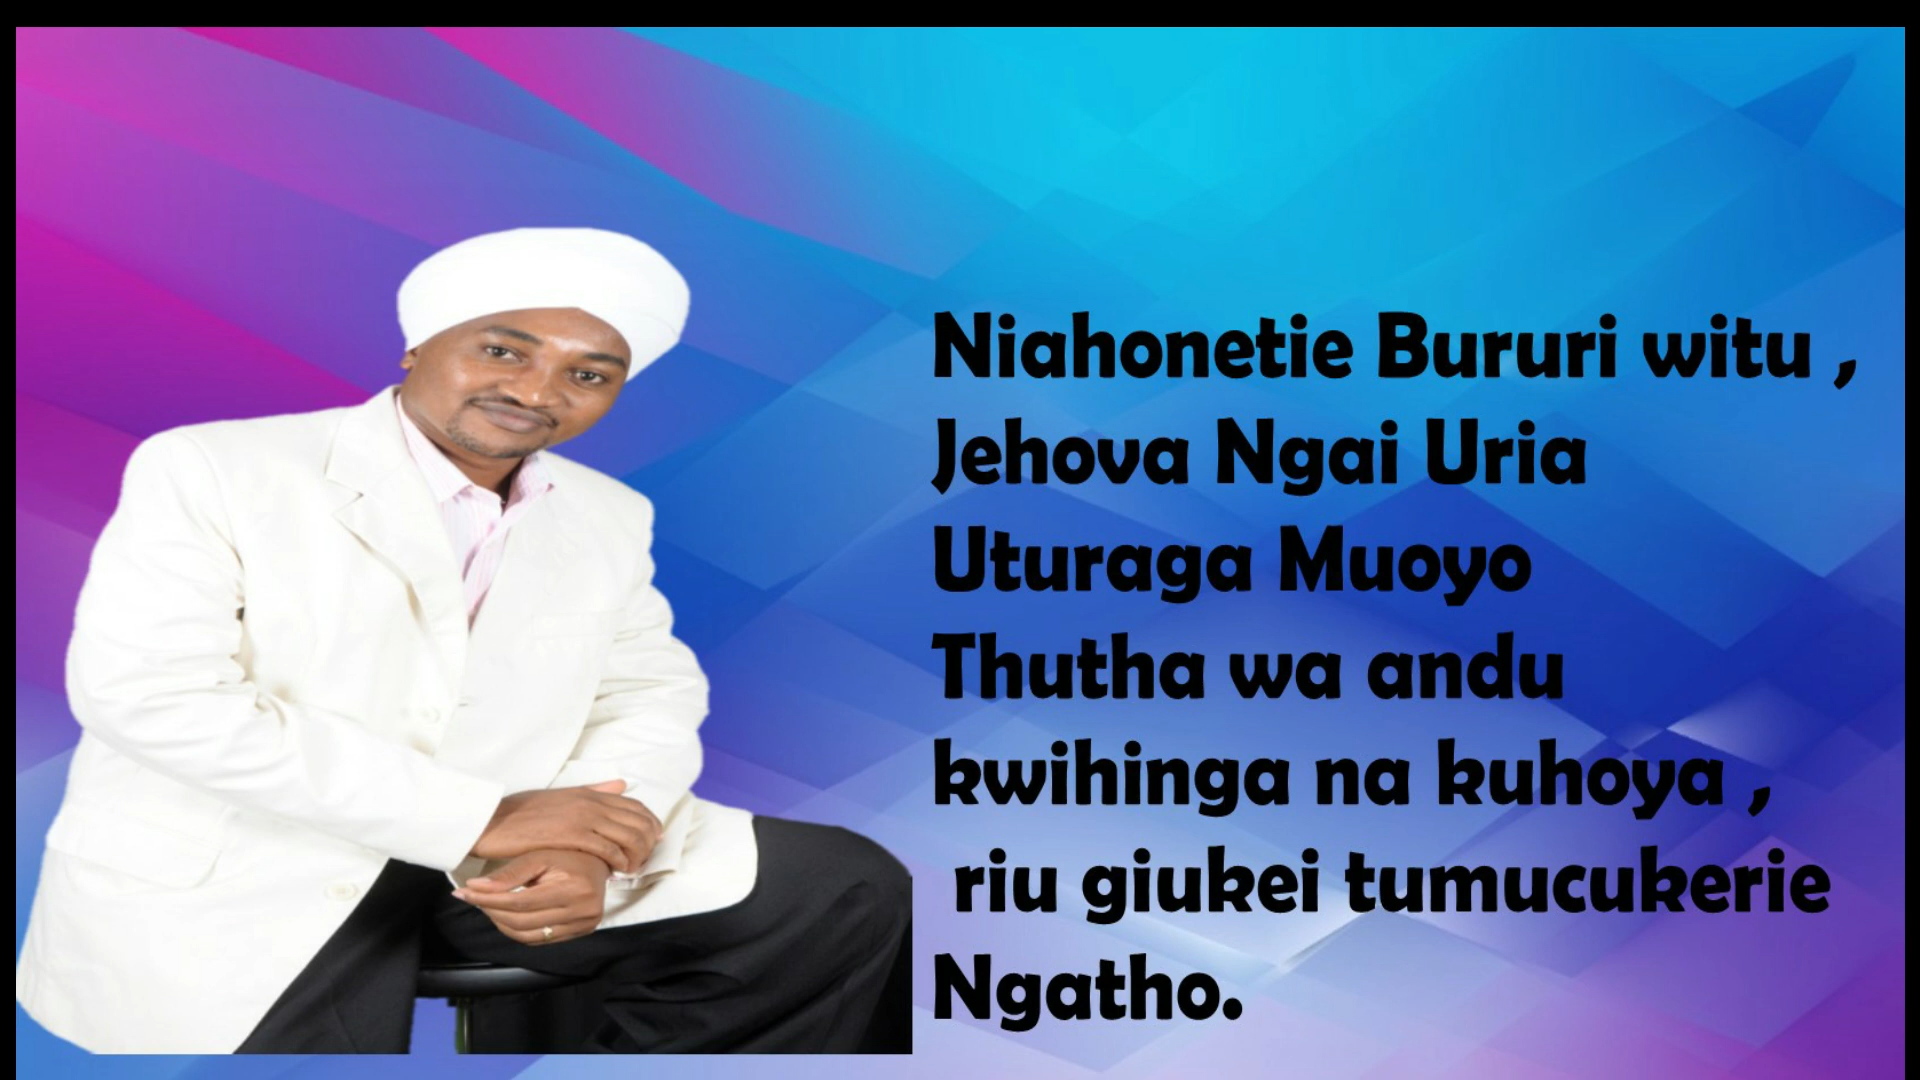 Niahonetie Bururi witu ,
Jehova Ngai Uria
Uturaga Muoyo
Thutha wa andu
kwihinga na kuhoya ,
riu giukei tumucukerie
Ngatho.